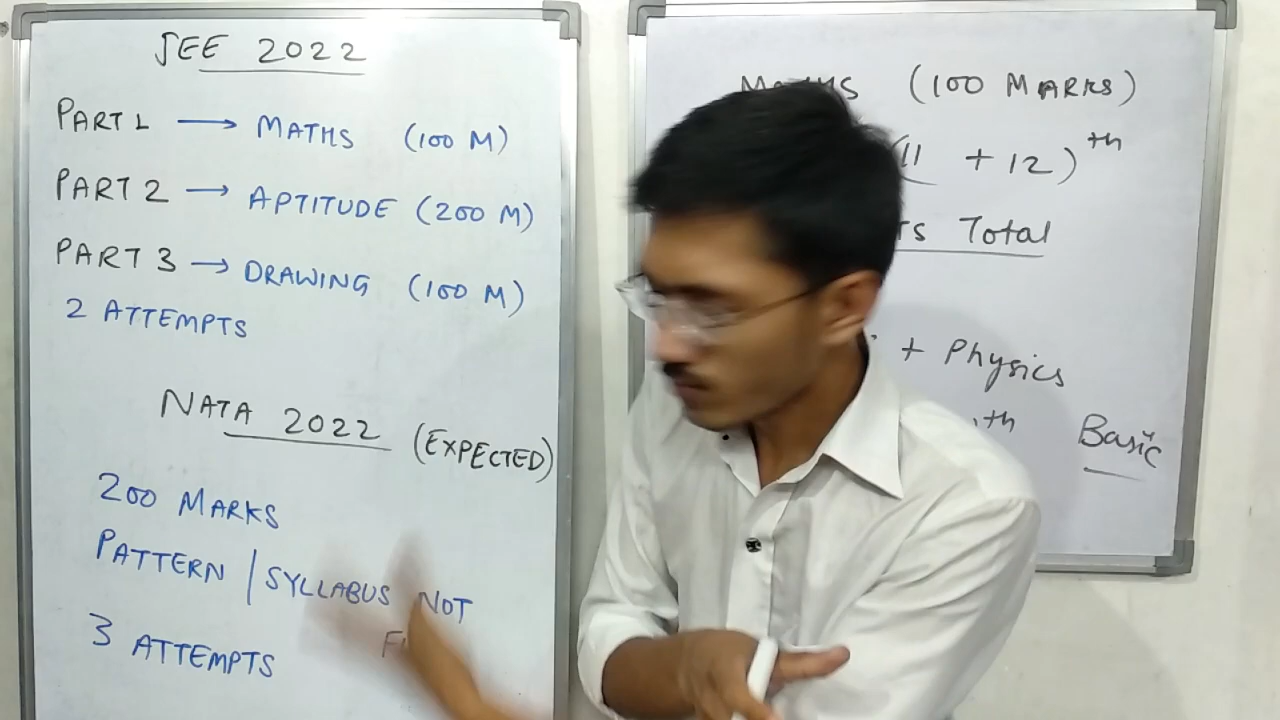 JEE 2022
PART 1 → MATHS (100 M)
PART 2 → APTITUDE (200 M)
PART 3 → DRAWING (100 M)
2 ATTEMPTS
NATA 2022 (EXPECTED)
200 MARKS
PATTERN / SYLLABUS NOT
3 ATTEMPTS
MATHS (100 MARKS)
(11 + 12)th
Total
+ Physics
th Basic